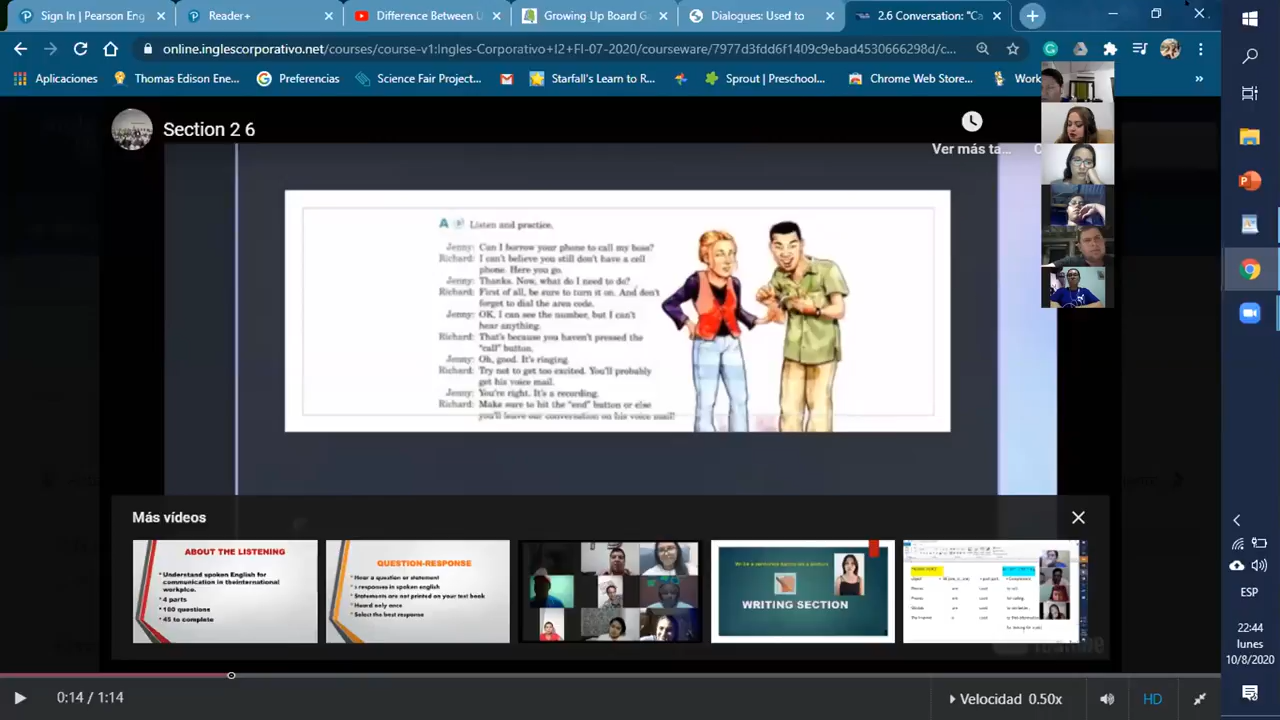 Sign In | Pearson Eng
Reader+
Difference Between U
Growing Up Board Ga
Dialogues: Used to
2.6 Conversation: "Ca
online.inglescorporativo.net/courses/course-v1:Ingles-Corporativo+I2+FI-07-2020/courseware/7977d3fdd6f1409c9ebad4530666298d/c...
Aplicaciones
Thomas Edison Ene...
Preferencias
Science Fair Project...
Starfall's Learn to R...
Sprout | Preschool...
Chrome Web Store...
Work
»
Section 2 6
Ver más ta...
A Listen and practice.
Jenny: Can I borrow your phone to call my boss?
Richard: I can't believe you still don't have a cell
phone. Here you go.
Jenny: Thanks. Now, what do I need to do?
Richard: First of all, be sure to turn it on. And don't
forget to dial the area code.
Jenny: OK, I can see the number, but I can't
hear anything.
Richard: That's because you haven't pressed the
"call" button.
Jenny: Oh, good. It's ringing.
Richard: Try not to get too excited. You'll probably
get his voice mail.
Jenny: You're right. It's a recording.
Richard: Make sure to hit the "end" button or else
you'll leave our conversation on his voice mail!
Más vídeos
ABOUT THE LISTENING
* Understand spoken English for
communication in theinternational
workplce.
* 4 parts
* 100 questions
* 45 to complete
QUESTION-RESPONSE
* Hear a question or statement
* 3 responses in spoken english
* Statements are not printed on your text book
* Heard only once
* Select the best response
WRITING SECTION
0:14 / 1:14
Velocidad 0.50x
HD
ESP
22:44
lunes
10/8/2020